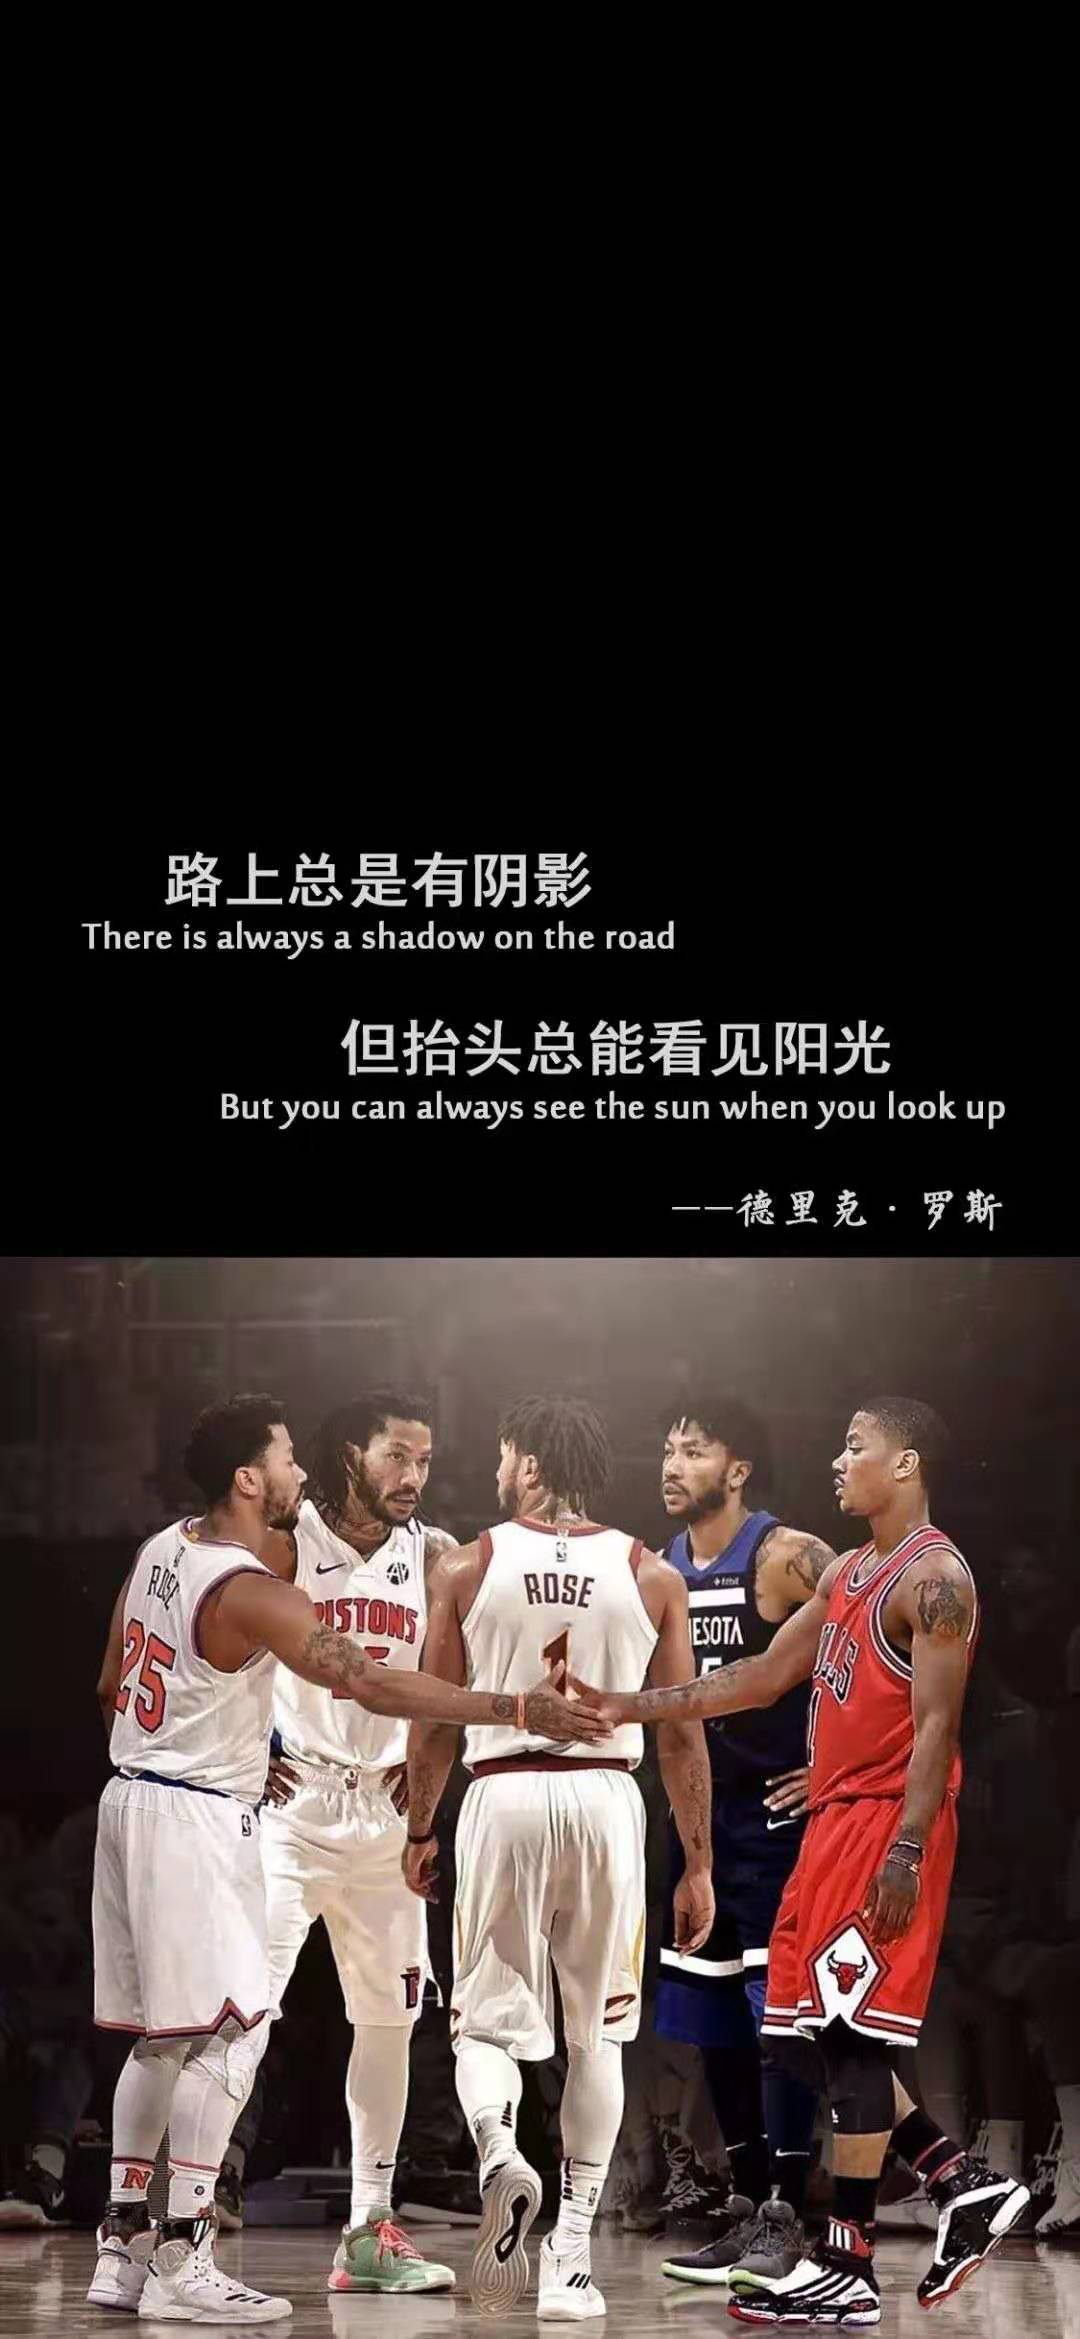 路上总是有阴影
There is always a shadow on the road
但抬头总能看见阳光
But you can always see the sun when you look up
——德里克·罗斯
ROSE
25
PISTONS
ROSE
1
fitbit
ESOTA